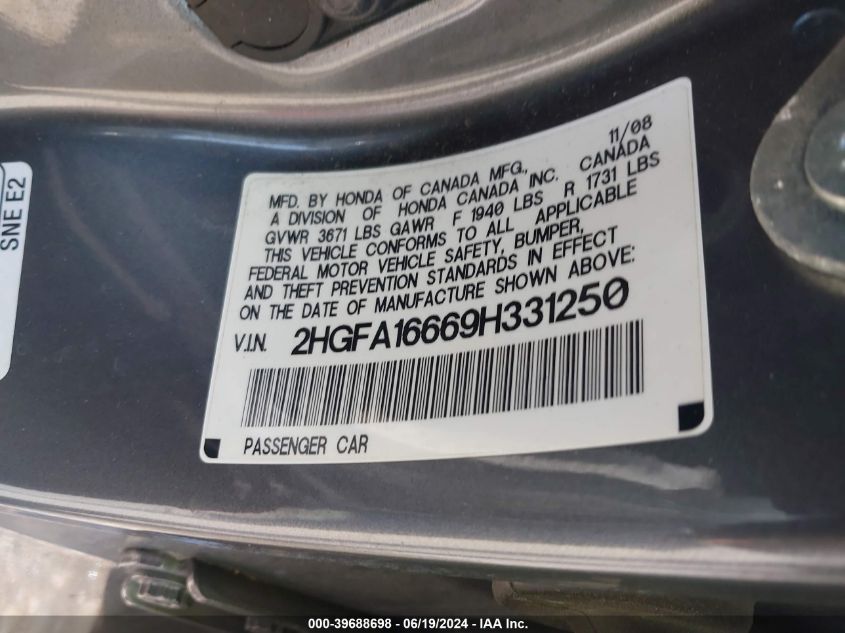 SNE E2
11/08
MFD. BY HONDA OF CANADA MFG.,
A DIVISION OF HONDA CANADA INC. CANADA
GVWR 3671 LBS GAWR F 1940 LBS R 1731 LBS
THIS VEHICLE CONFORMS TO ALL APPLICABLE
FEDERAL MOTOR VEHICLE SAFETY, BUMPER,
AND THEFT PREVENTION STANDARDS IN EFFECT
ON THE DATE OF MANUFACTURE SHOWN ABOVE:
V.I.N. 2HGFA16669H331250
PASSENGER CAR
000-39688698 - 06/19/2024 - IAA Inc.